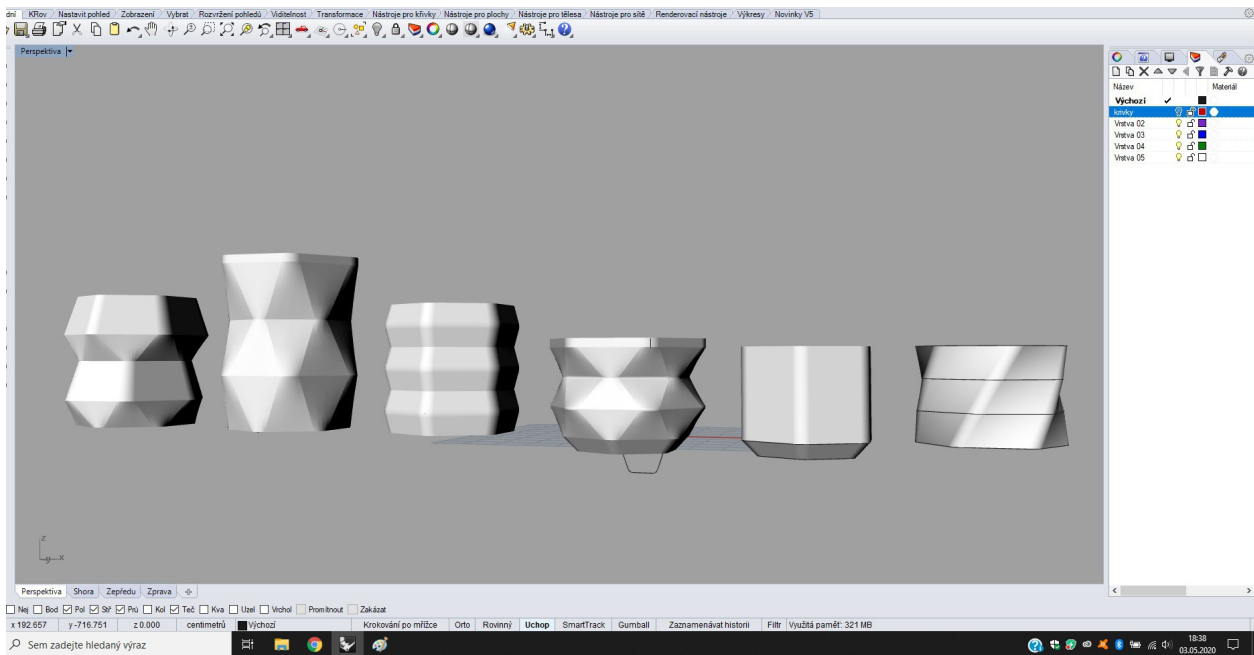 dní KRov Nastavit pohled Zobrazení Vybrat Rozvržení pohledů Viditelnost Transformace Nástroje pro křivky Nástroje pro plochy Nástroje pro tělesa Nástroje pro sítě Renderovací nástroje Výkresy Novinky V5
Perspektiva
Název Materiál
Výchozí
krivky
Vrstva 02
Vrstva 03
Vrstva 04
Vrstva 05
z
y x
Perspektiva Shora Zepředu Zprava
Nej Bod Pol Stř Prú Kol Teč Kva Uzel Vrchol Promítnout Zakázat
x 192.657 y -716.751 z 0.000 centimetrů Výchozí Krokování po mřížce Orto Rovinný Uchop SmartTrack Gumball Zaznamenávat historii Filtr Využitá paměť: 321 MB
Sem zadejte hledaný výraz
18:38
03.05.2020